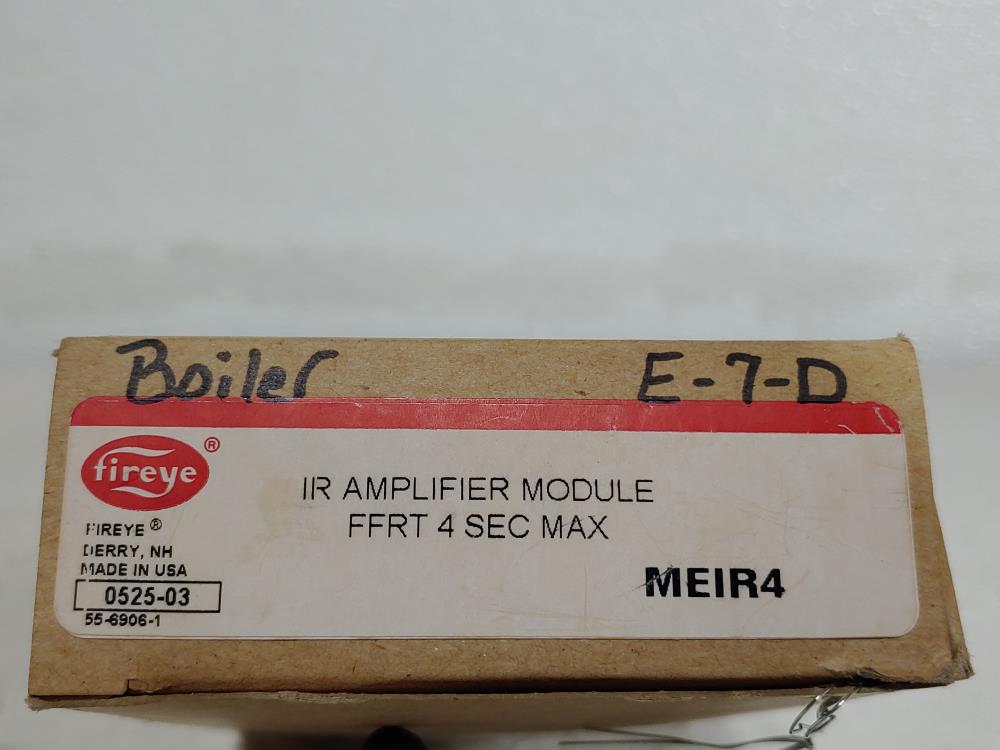 Boiler E-7-D
fireye®
IR AMPLIFIER MODULE
FFRT 4 SEC MAX
FIREYE®
DERRY, NH
MADE IN USA
0525-03
55-6906-1
MEIR4